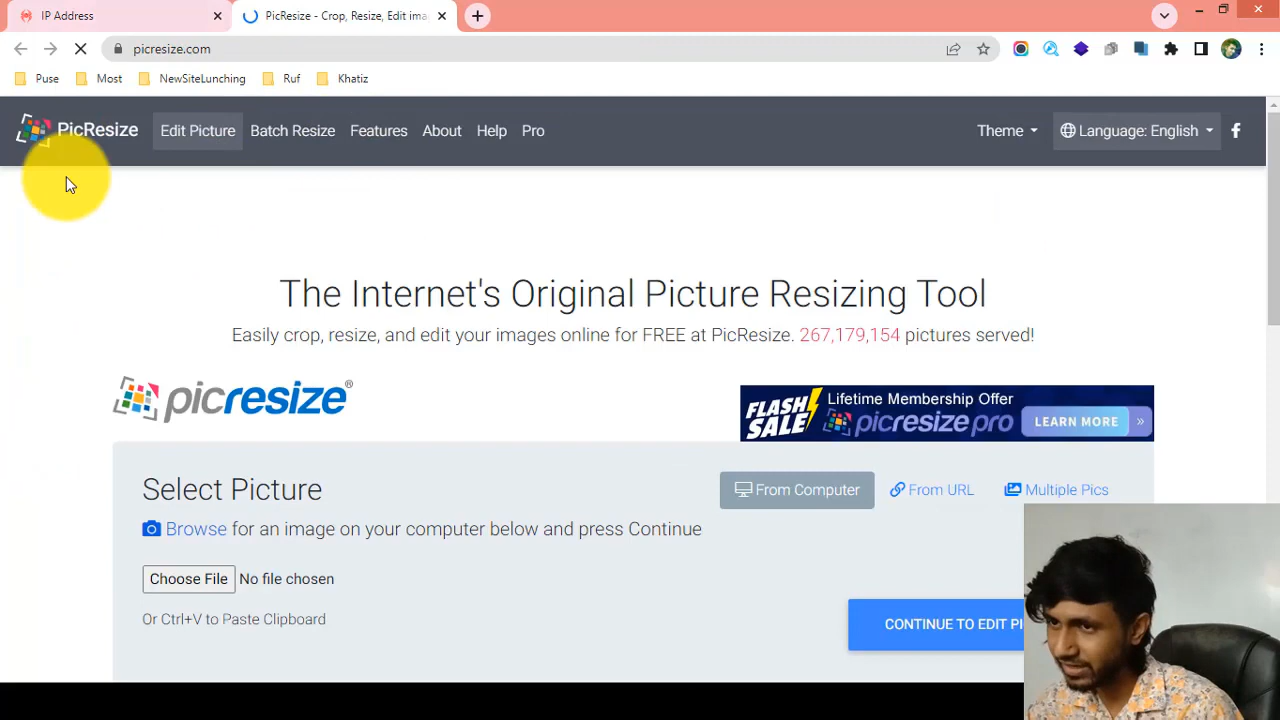 IP Address
PicResize - Crop, Resize, Edit ima
picresize.com
Puse
Most
NewSiteLunching
Ruf
Khatiz
PicResize
Edit Picture
Batch Resize
Features
About
Help
Pro
Theme
Language: English
The Internet's Original Picture Resizing Tool
Easily crop, resize, and edit your images online for FREE at PicResize. 267,179,154 pictures served!
picresize®
FLASH SALE
Lifetime Membership Offer
picresize pro
LEARN MORE »
Select Picture
From Computer
From URL
Multiple Pics
Browse for an image on your computer below and press Continue
Choose File No file chosen
Or Ctrl+V to Paste Clipboard
CONTINUE TO EDIT PI